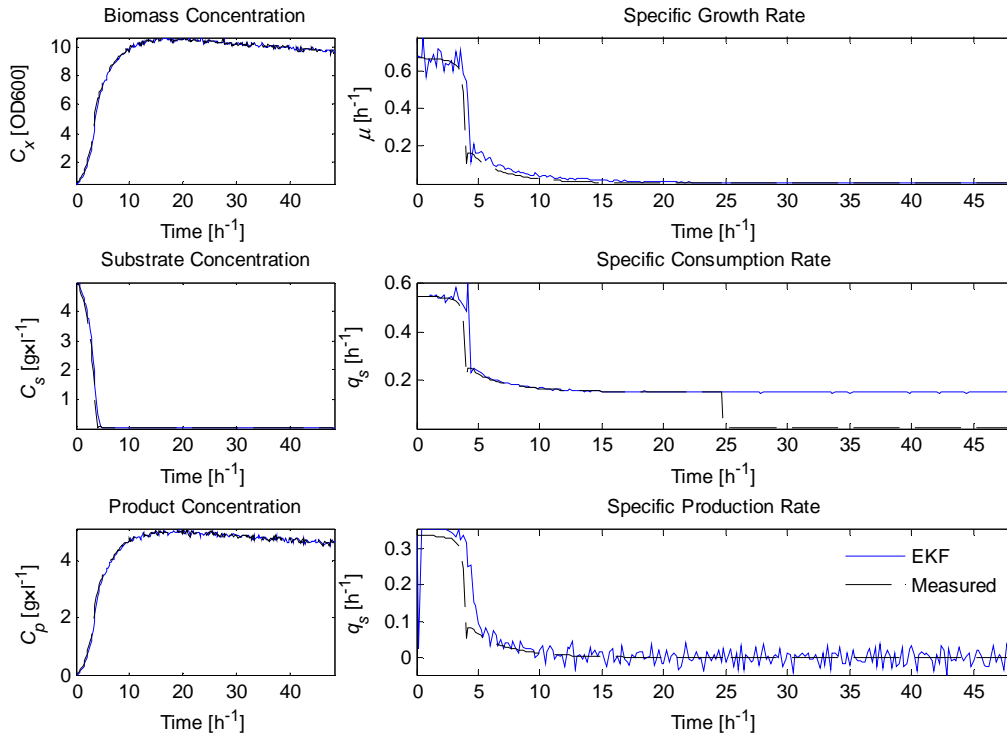 Biomass Concentration
Specific Growth Rate
C_x [OD600]
10
8
6
4
2
0 10 20 30 40
Time [h⁻¹]
μ [h⁻¹]
0.6
0.4
0.2
0 5 10 15 20 25 30 35 40 45
Time [h⁻¹]
Substrate Concentration
Specific Consumption Rate
C_s [g×l⁻¹]
4
3
2
1
0 10 20 30 40
Time [h⁻¹]
q_s [h⁻¹]
0.6
0.4
0.2
0 5 10 15 20 25 30 35 40 45
Time [h⁻¹]
Product Concentration
Specific Production Rate
C_p [g×l⁻¹]
4
2
0
0 10 20 30 40
Time [h⁻¹]
q_s [h⁻¹]
0.3
0.2
0.1
0
EKF
Measured
0 5 10 15 20 25 30 35 40 45
Time [h⁻¹]